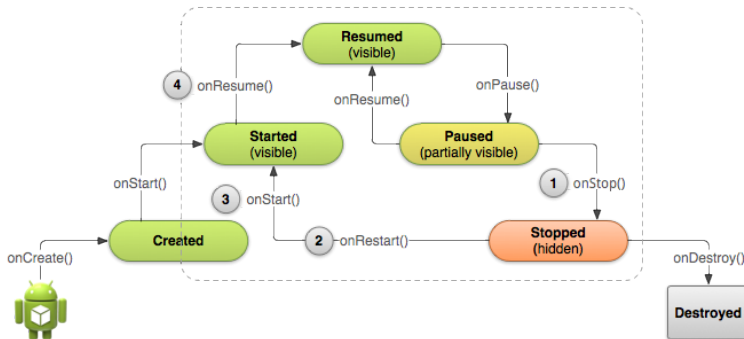 Resumed
(visible)
4
onResume()
onResume()
onPause()
Started
(visible)
Paused
(partially visible)
onStart()
3
onStart()
1
onStop()
Created
2
onRestart()
Stopped
(hidden)
onCreate()
onDestroy()
Destroyed